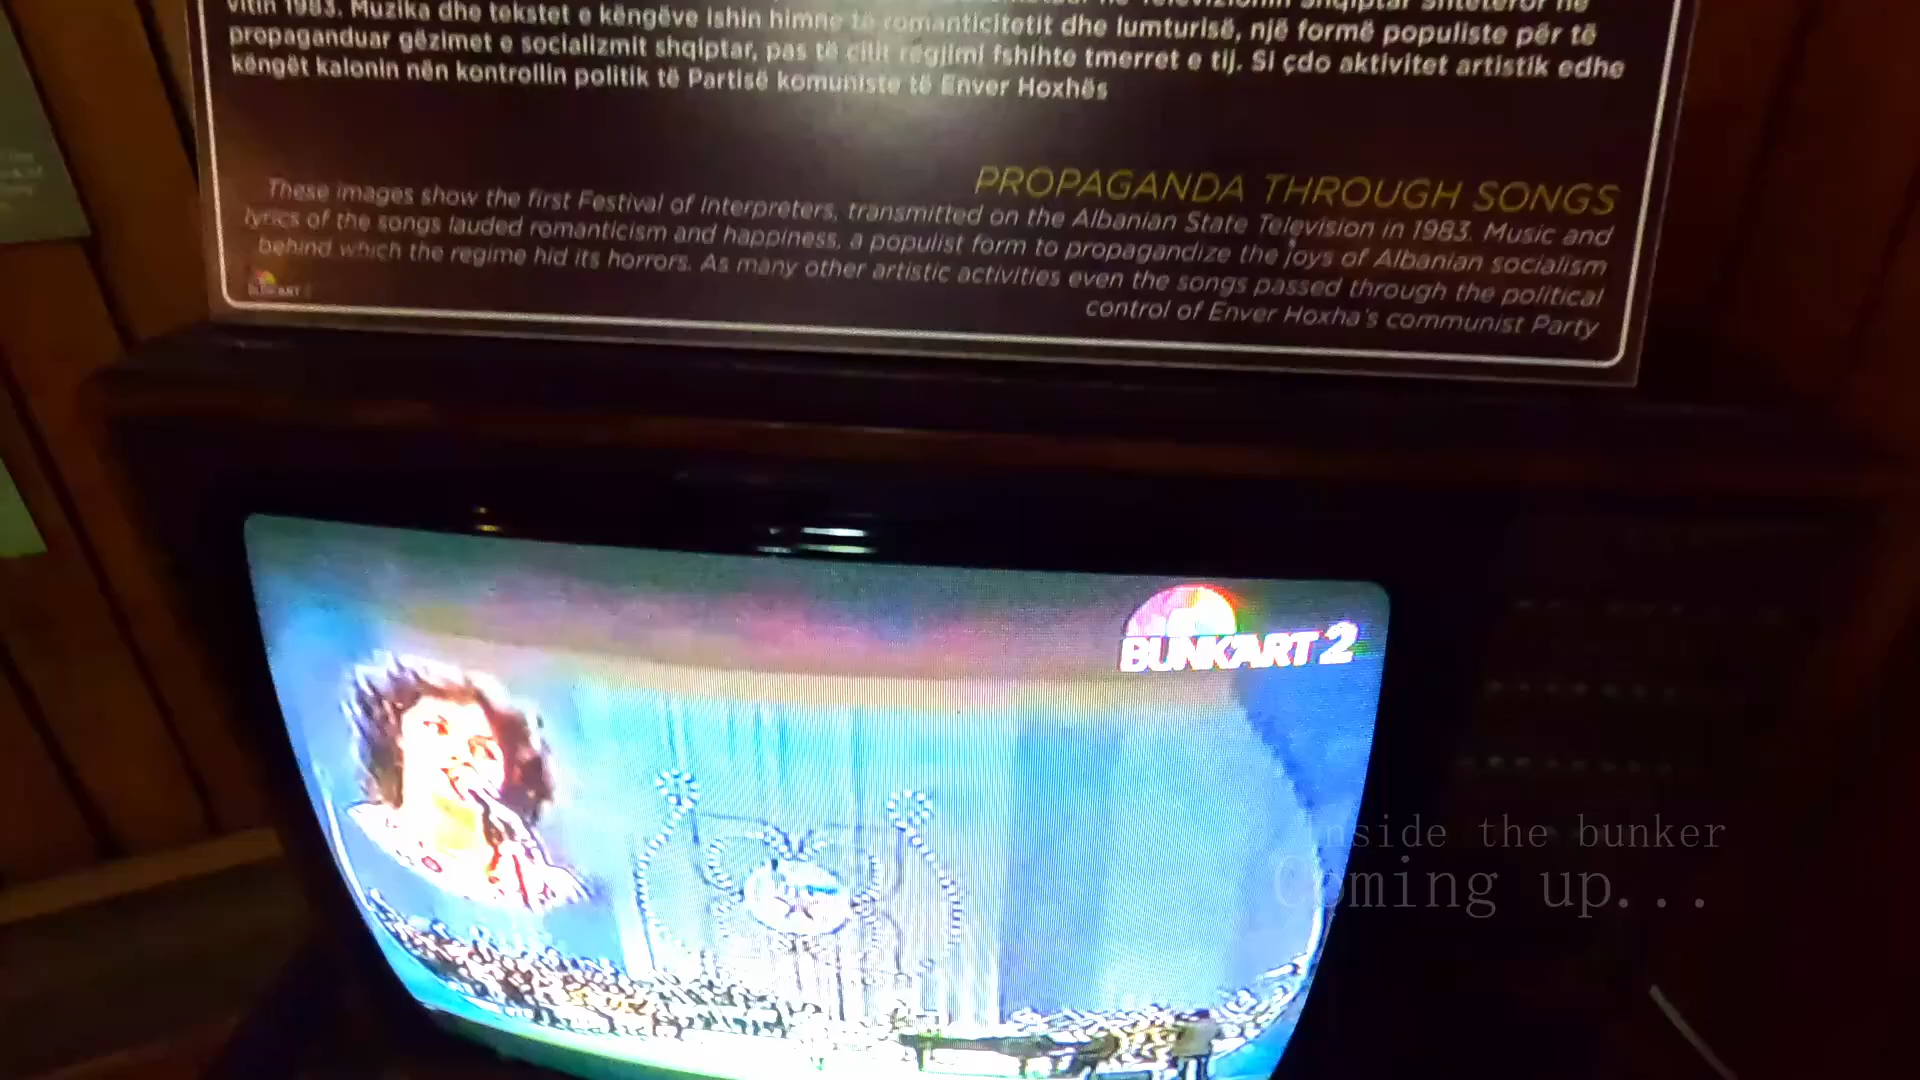 vitin 1983. Muzika dhe tekstet e këngëve ishin himne të romanticitetit dhe lumturisë, një formë populiste për të
propaganduar gëzimet e socializmit shqiptar, pas të cilit regjimi fshihte tmerret e tij. Si çdo aktivitet artistik edhe
këngët kalonin nën kontrollin politik të Partisë komuniste të Enver Hoxhës
PROPAGANDA THROUGH SONGS
These images show the first Festival of Interpreters, transmitted on the Albanian State Television in 1983. Music and
lyrics of the songs lauded romanticism and happiness, a populist form to propagandize the joys of Albanian socialism
behind which the regime hid its horrors. As many other artistic activities even the songs passed through the political
control of Enver Hoxha's communist Party
BUNK'ART 2
Inside the bunker
Coming up...